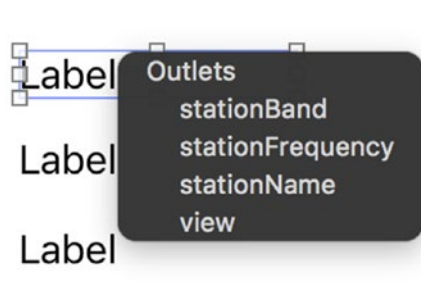 Label
Outlets
stationBand
stationFrequency
stationName
view
Label
Label